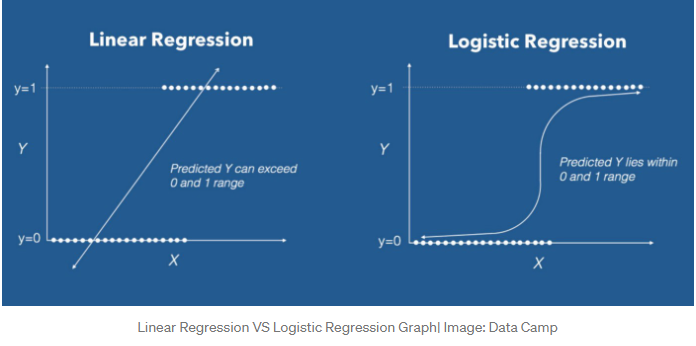 Linear Regression
y=1
Y
Predicted Y can exceed
0 and 1 range
y=0
X
Logistic Regression
y=1
Y
Predicted Y lies within
0 and 1 range
y=0
X
Linear Regression VS Logistic Regression Graph| Image: Data Camp